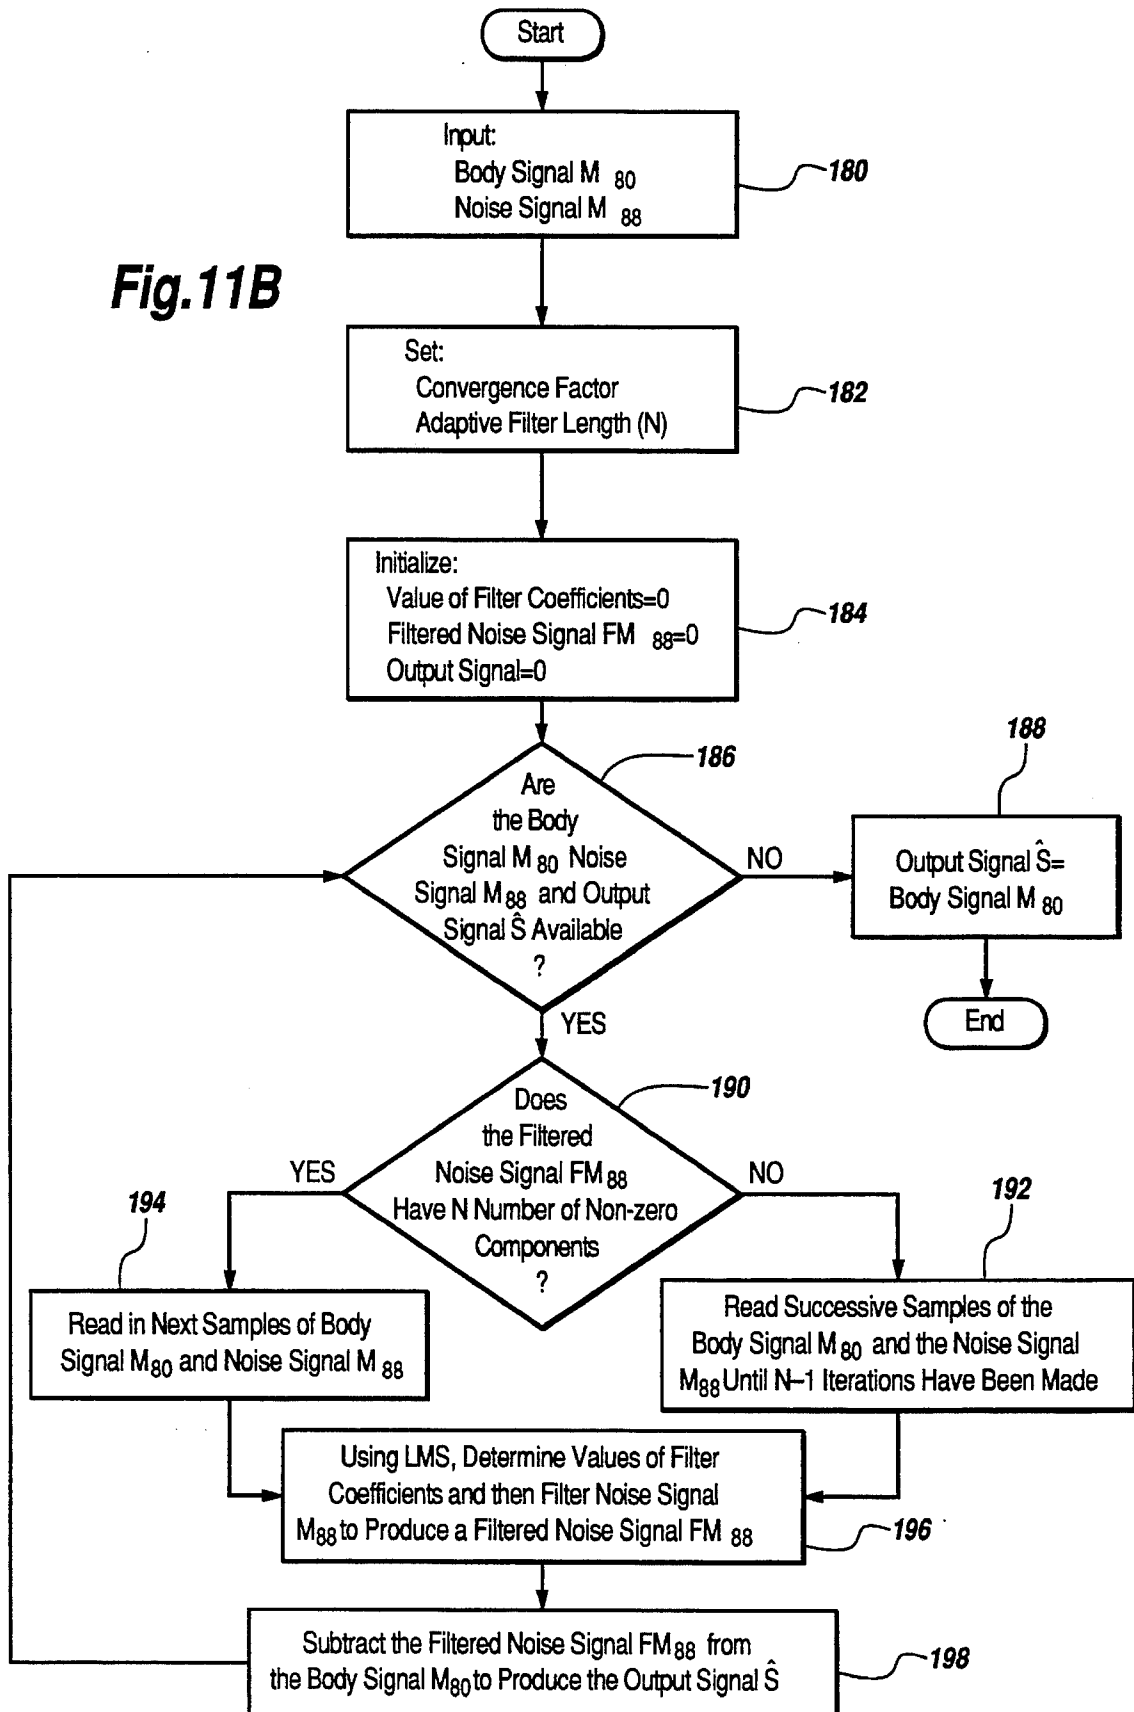 Start
Input:
Body Signal M 80
Noise Signal M 88
180
Fig.11B
Set:
Convergence Factor
Adaptive Filter Length (N)
182
Initialize:
Value of Filter Coefficients=0
Filtered Noise Signal FM 88=0
Output Signal=0
184
186
Are
the Body
Signal M 80 Noise
Signal M 88 and Output
Signal Ŝ Available
?
NO
188
Output Signal Ŝ=
Body Signal M 80
End
YES
190
Does
the Filtered
Noise Signal FM 88
Have N Number of Non-zero
Components
?
YES
NO
194
Read in Next Samples of Body
Signal M80 and Noise Signal M 88
192
Read Successive Samples of the
Body Signal M 80 and the Noise Signal
M88 Until N–1 Iterations Have Been Made
Using LMS, Determine Values of Filter
Coefficients and then Filter Noise Signal
M88 to Produce a Filtered Noise Signal FM 88
196
Subtract the Filtered Noise Signal FM88 from
the Body Signal M80 to Produce the Output Signal Ŝ
198